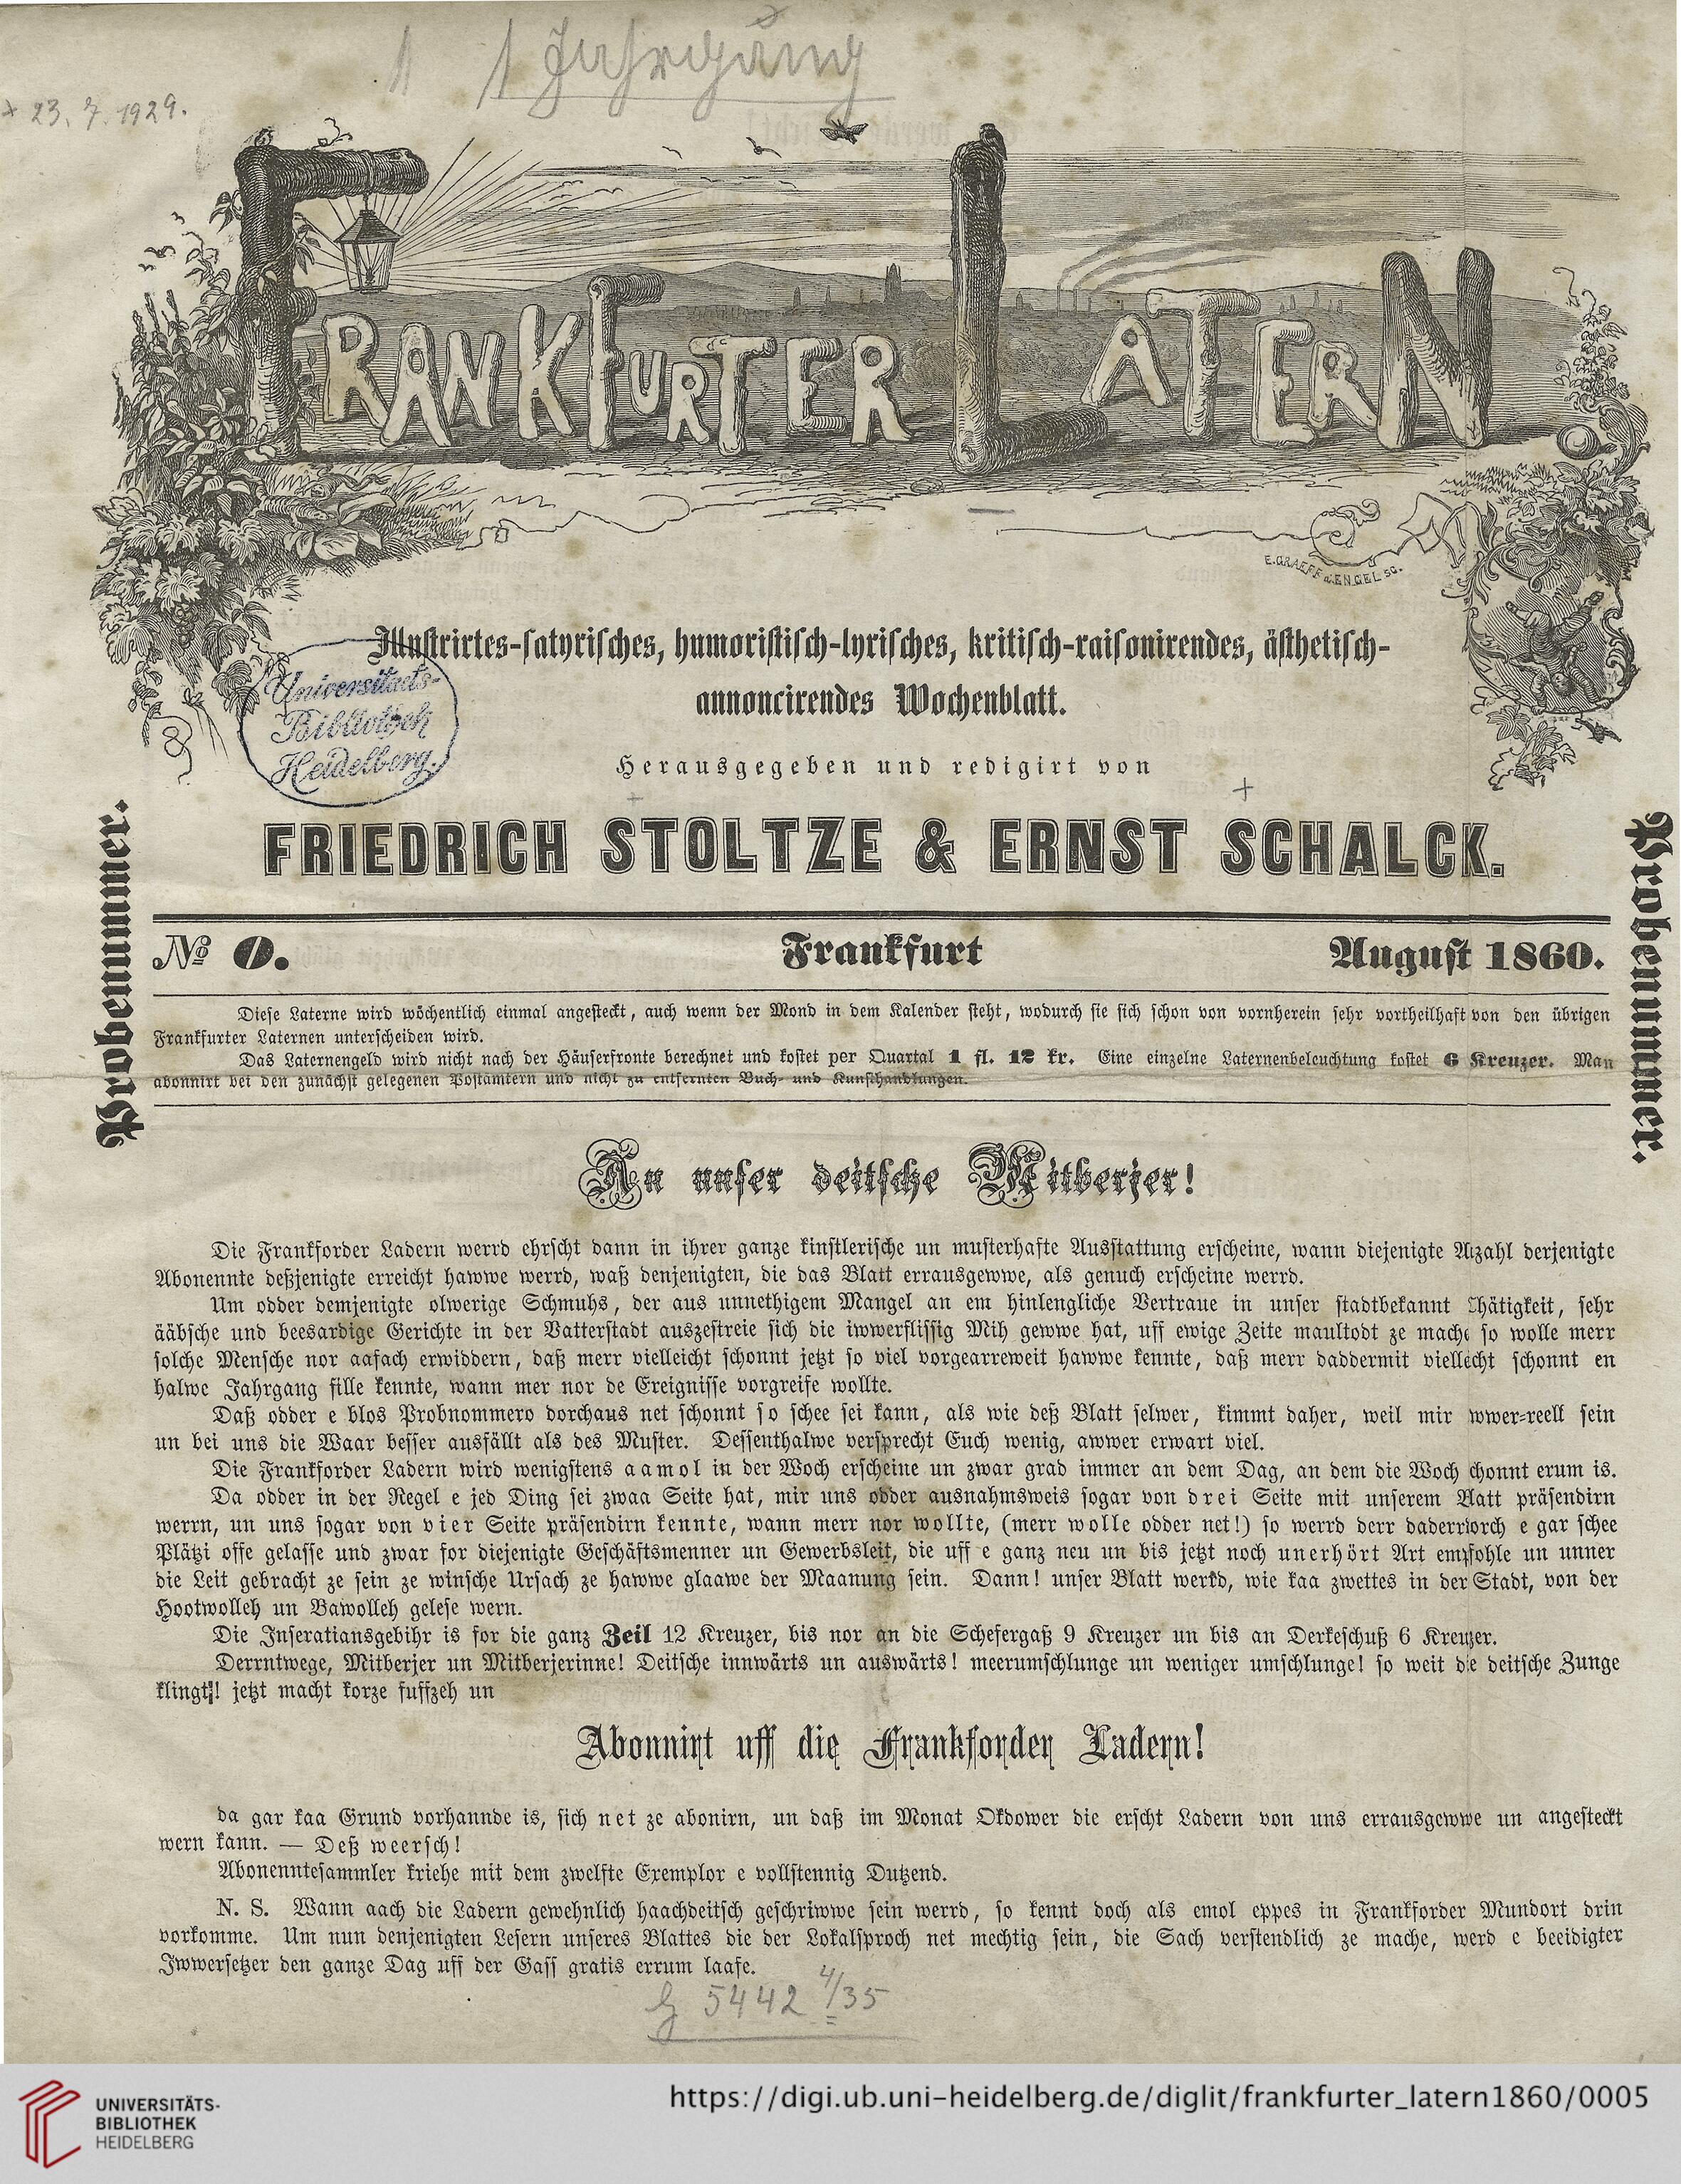 1 1 Jahrgang
23. 7. 1929.
FRANKFURTER LATERN
E.GRAEFF d. ENGEL sc.
Illustrirtes-satyrisches, humoristisch-lyrisches, kritisch-raisonirendes, ästhetisch-
annoncirendes Wochenblatt.
Universitaets-
Bibliothek
Heidelberg.
Herausgegeben und redigirt von
FRIEDRICH STOLTZE & ERNST SCHALCK.
Probenummer.
Probenummer.
No 0. Frankfurt August 1860.
Diese Laterne wird wöchentlich einmal angesteckt, auch wenn der Mond in dem Kalender steht, wodurch sie sich schon von vornherein sehr vortheilhaft von den übrigen
Frankfurter Laternen unterscheiden wird.
Das Laternengeld wird nicht nach der Häuserfronte berechnet und kostet per Quartal 1 fl. 12 kr. Eine einzelne Laternenbeleuchtung kostet 6 Kreuzer. Man
abonnirt bei den zunächst gelegenen Postämtern und nicht zu entfernten Buch- und Kunsthandlungen.
An unser deitsche Mitberjer!
Die Frankforder Ladern werrd ehrscht dann in ihrer ganze kinstlerische un musterhafte Ausstattung erscheine, wann diejenigte Anzahl derjenigte
Abonennte deßjenigte erreicht hawwe werrd, waß denjenigten, die das Blatt errausgewwe, als genuch erscheine werrd.
Um odder demjenigte olwerige Schmuhs, der aus unnethigem Mangel an em hinlengliche Vertraue in unser stadtbekannt Thätigkeit, sehr
ääbsche und beesardige Gerichte in der Vatterstadt auszestreie sich die iwwerflissig Mih gewwe hat, uff ewige Zeite maultodt ze mache so wolle merr
solche Mensche nor aafach erwiddern, daß merr vielleicht schonnt jetzt so viel vorgearreweit hawwe kennte, daß merr daddermit vielleicht schonnt en
halwe Jahrgang fille kennte, wann mer nor de Ereignisse vorgreife wollte.
Daß odder e blos Probnommero dorchaus net schonnt so schee sei kann, als wie deß Blatt selwer, kimmt daher, weil mir iwwer-reell sein
un bei uns die Waar besser ausfällt als des Muster. Dessenthalwe versprecht Euch wenig, awwer erwart viel.
Die Frankforder Ladern wird wenigstens aamol in der Woch erscheine un zwar grad immer an dem Dag, an dem die Woch schonnt erum is.
Da odder in der Regel e jed Ding sei zwaa Seite hat, mir uns odder ausnahmsweis sogar von drei Seite mit unserem Blatt präsendirn
werrn, un uns sogar von vier Seite präsendirn kennte, wann merr nor wollte, (merr wolle odder net!) so werrd derr daderrdorch e gar schee
Plätzi offe gelasse und zwar for diejenigte Geschäftsmenner un Gewerbsleit, die uff e ganz neu un bis jetzt noch unerhört Art empfohle un unner
die Leit gebracht ze sein ze winsche Ursach ze hawwe glaawe der Maanung sein. Dann! unser Blatt werkd, wie kaa zwettes in der Stadt, von der
Hootwolleh un Bawolleh gelese wern.
Die Inseratiansgebihr is for die ganz Zeil 12 Kreuzer, bis nor an die Schefergaß 9 Kreuzer un bis an Derkeschuß 6 Kreuzer.
Derrntwege, Mitberjer un Mitberjerinne! Deitsche innwärts un auswärts! meerumschlunge un weniger umschlunge! so weit die deitsche Zunge
klingt!! jetzt macht korze fuffzeh un
Abonnirt uff die Frankforder Ladern!
da gar kaa Grund vorhannde is, sich net ze abonirn, un daß im Monat Okdower die erscht Ladern von uns errausgewwe un angesteckt
wern kann. — Deß weersch!
Abonenntesammler kriehe mit dem zwelfte Exemplor e vollstennig Dutzend.
N. S. Wann aach die Ladern gewehnlich haachdeitsch geschriwwe sein werrd, so kennt doch als emol eppes in Frankforder Mundort drin
vorkomme. Um nun denjenigten Lesern unseres Blattes die der Lokalsproch net mechtig sein, die Sach verstendlich ze mache, werd e beeidigter
Iwwersetzer den ganze Dag uff der Gass gratis errum laafe.
5442 4/35
UNIVERSITÄTS-
BIBLIOTHEK
HEIDELBERG
https://digi.ub.uni-heidelberg.de/diglit/frankfurter_latern1860/0005